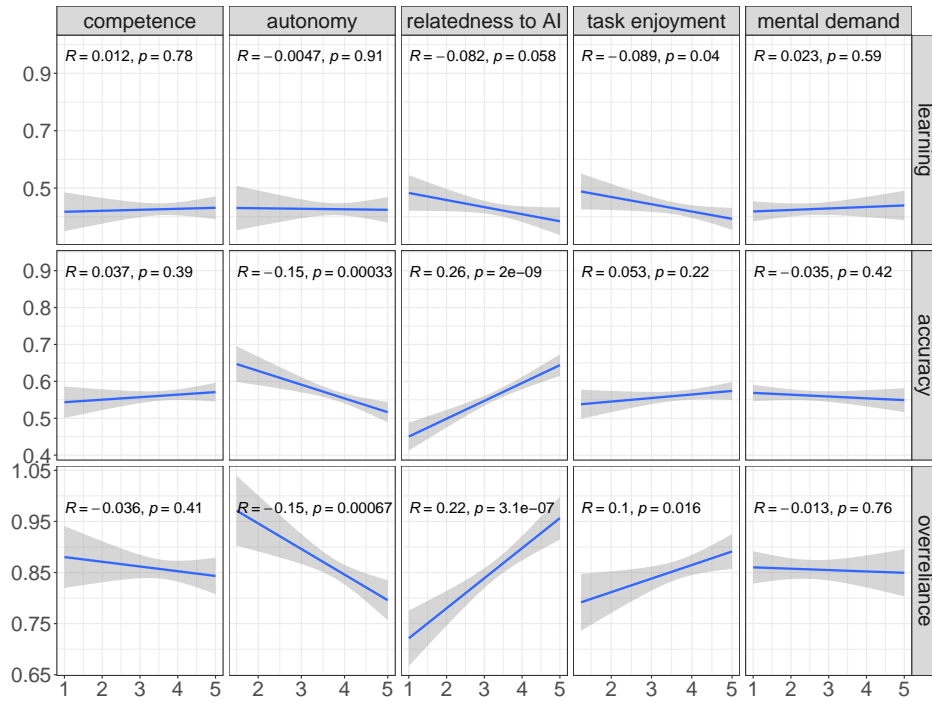 competence autonomy relatedness to AI task enjoyment mental demand
R = 0.012, p = 0.78 R = −0.0047, p = 0.91 R = −0.082, p = 0.058 R = −0.089, p = 0.04 R = 0.023, p = 0.59
0.9
0.7
0.5
learning
R = 0.037, p = 0.39 R = −0.15, p = 0.00033 R = 0.26, p = 2e−09 R = 0.053, p = 0.22 R = −0.035, p = 0.42
0.9
0.8
0.7
0.6
0.5
0.4
accuracy
1.05
R = −0.036, p = 0.41 R = −0.15, p = 0.00067 R = 0.22, p = 3.1e−07 R = 0.1, p = 0.016 R = −0.013, p = 0.76
0.95
0.85
0.75
0.65
overreliance
1 2 3 4 5 2 3 4 5 1 2 3 4 5 2 3 4 5 1 2 3 4 5